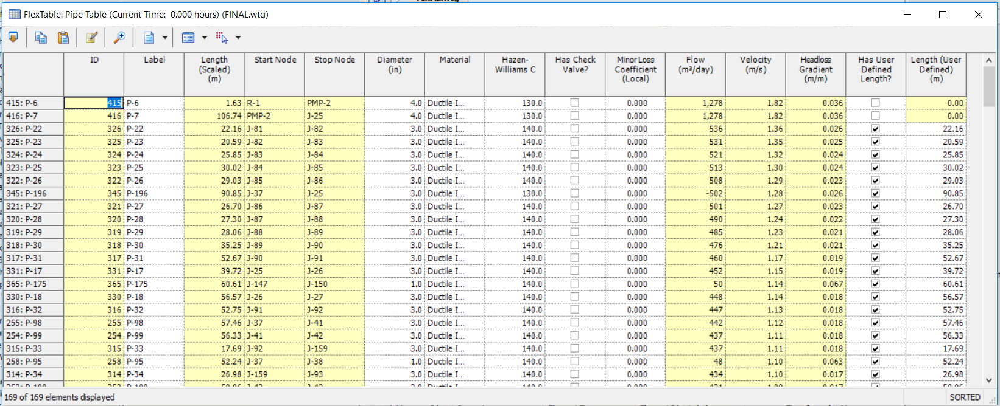 FlexTable: Pipe Table (Current Time: 0.000 hours) (FINAL.wtg)
ID Label Length (Scaled) (m) Start Node Stop Node Diameter (in) Material Hazen-Williams C Has Check Valve? Minor Loss Coefficient (Local) Flow (m³/day) Velocity (m/s) Headloss Gradient (m/m) Has User Defined Length? Length (User Defined) (m)
415: P-6 415 P-6 1.63 R-1 PMP-2 4.0 Ductile I... 130.0 0.000 1,278 1.82 0.036 0.00
416: P-7 416 P-7 106.74 PMP-2 J-25 4.0 Ductile I... 130.0 0.000 1,278 1.82 0.036 0.00
326: P-22 326 P-22 22.16 J-81 J-82 3.0 Ductile I... 140.0 0.000 536 1.36 0.026 22.16
325: P-23 325 P-23 20.59 J-82 J-83 3.0 Ductile I... 140.0 0.000 531 1.35 0.025 20.59
324: P-24 324 P-24 25.85 J-83 J-84 3.0 Ductile I... 140.0 0.000 521 1.32 0.024 25.85
323: P-25 323 P-25 30.02 J-84 J-85 3.0 Ductile I... 140.0 0.000 513 1.30 0.024 30.02
322: P-26 322 P-26 29.03 J-85 J-86 3.0 Ductile I... 140.0 0.000 508 1.29 0.023 29.03
345: P-196 345 P-196 90.85 J-37 J-25 3.0 Ductile I... 130.0 0.000 -502 1.28 0.026 90.85
321: P-27 321 P-27 26.70 J-86 J-87 3.0 Ductile I... 140.0 0.000 501 1.27 0.023 26.70
320: P-28 320 P-28 27.30 J-87 J-88 3.0 Ductile I... 140.0 0.000 490 1.24 0.022 27.30
319: P-29 319 P-29 28.06 J-88 J-89 3.0 Ductile I... 140.0 0.000 485 1.23 0.021 28.06
318: P-30 318 P-30 35.25 J-89 J-90 3.0 Ductile I... 140.0 0.000 476 1.21 0.021 35.25
317: P-31 317 P-31 52.67 J-90 J-91 3.0 Ductile I... 140.0 0.000 460 1.17 0.019 52.67
331: P-17 331 P-17 39.72 J-25 J-26 3.0 Ductile I... 140.0 0.000 452 1.15 0.019 39.72
365: P-175 365 P-175 60.61 J-147 J-150 1.0 Ductile I... 140.0 0.000 50 1.14 0.067 60.61
330: P-18 330 P-18 56.57 J-26 J-27 3.0 Ductile I... 140.0 0.000 448 1.14 0.018 56.57
316: P-32 316 P-32 52.75 J-91 J-92 3.0 Ductile I... 140.0 0.000 447 1.13 0.018 52.75
255: P-98 255 P-98 57.46 J-37 J-41 3.0 Ductile I... 140.0 0.000 442 1.12 0.018 57.46
254: P-99 254 P-99 56.33 J-41 J-42 3.0 Ductile I... 140.0 0.000 437 1.11 0.018 56.33
315: P-33 315 P-33 17.69 J-92 J-159 3.0 Ductile I... 140.0 0.000 437 1.11 0.018 17.69
258: P-95 258 P-95 52.24 J-37 J-38 1.0 Ductile I... 140.0 0.000 48 1.10 0.063 52.24
314: P-34 314 P-34 26.98 J-159 J-93 3.0 Ductile I... 140.0 0.000 434 1.10 0.017 26.98
169 of 169 elements displayed
SORTED